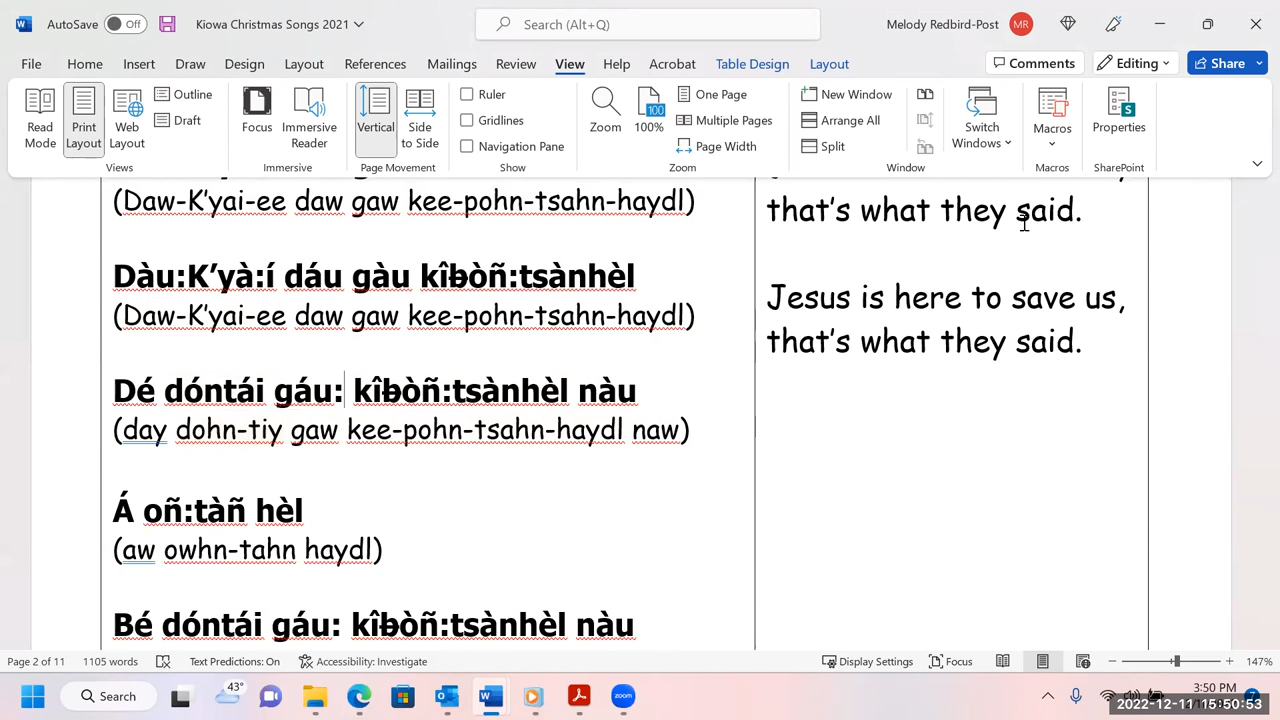 AutoSave Off Kiowa Christmas Songs 2021 Search (Alt+Q) Melody Redbird-Post MR
File Home Insert Draw Design Layout References Mailings Review View Help Acrobat Table Design Layout Comments Editing Share
Read Mode
Print Layout
Web Layout
Outline
Draft
Views
Focus
Immersive Reader
Immersive
Vertical
Side to Side
Page Movement
Ruler
Gridlines
Navigation Pane
Show
Zoom
100%
One Page
Multiple Pages
Page Width
Zoom
New Window
Arrange All
Split
Switch Windows
Window
Macros
Macros
Properties
SharePoint
(Daw-K'yai-ee daw gaw kee-pohn-tsahn-haydl)
Dàu:K'yà:í dáu gàu kîƀòñ:tsànhèl
(Daw-K'yai-ee daw gaw kee-pohn-tsahn-haydl)
Dé dóntái gáu: kîƀòñ:tsànhèl nàu
(day dohn-tiy gaw kee-pohn-tsahn-haydl naw)
Á oñ:tàñ hèl
(aw owhn-tahn haydl)
Bé dóntái gáu: kîƀòñ:tsànhèl nàu
that's what they said.
Jesus is here to save us,
that's what they said.
Page 2 of 11 1105 words Text Predictions: On Accessibility: Investigate Display Settings Focus 147%
Search 43° zoom 3:50 PM
2022-12-11 15:50:53